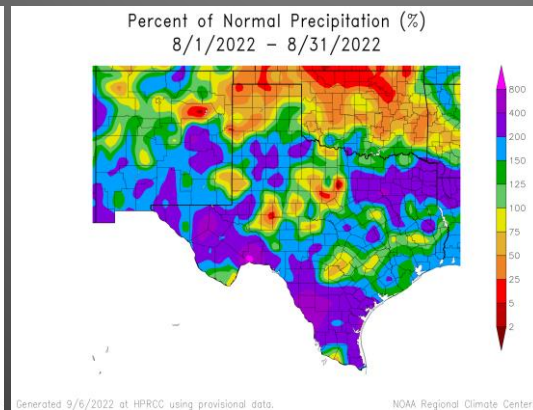 Percent of Normal Precipitation (%)
8/1/2022 – 8/31/2022
800
400
200
150
125
100
75
50
25
5
2
Generated 9/6/2022 at HPRCC using provisional data.
NOAA Regional Climate Center